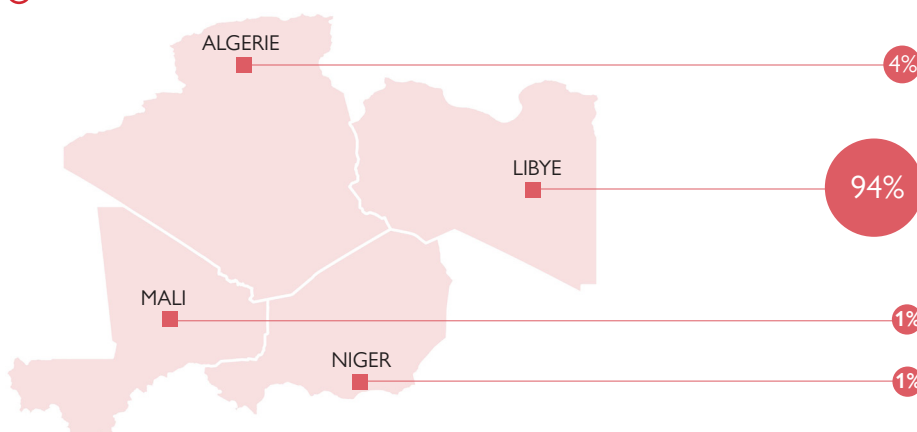 ALGERIE
4%
LIBYE
94%
MALI
1%
NIGER
1%